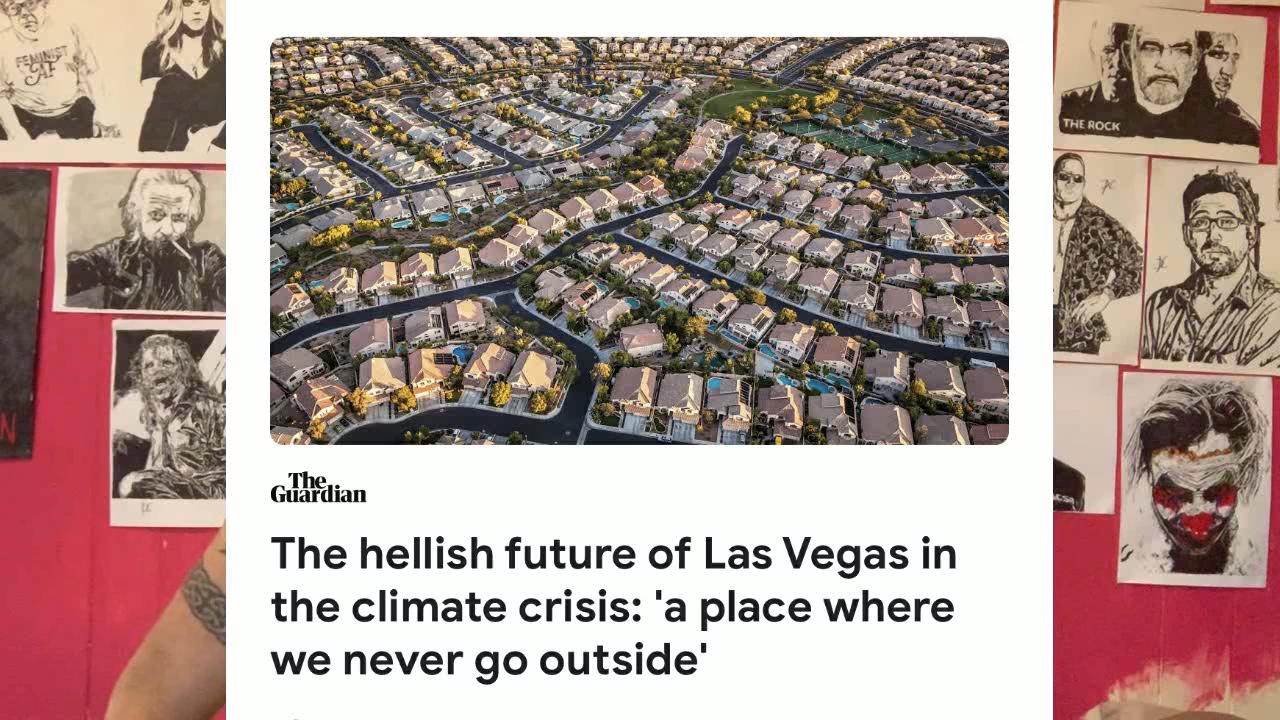 FEMINIST
THE ROCK
N
The
Guardian
The hellish future of Las Vegas in
the climate crisis: 'a place where
we never go outside'